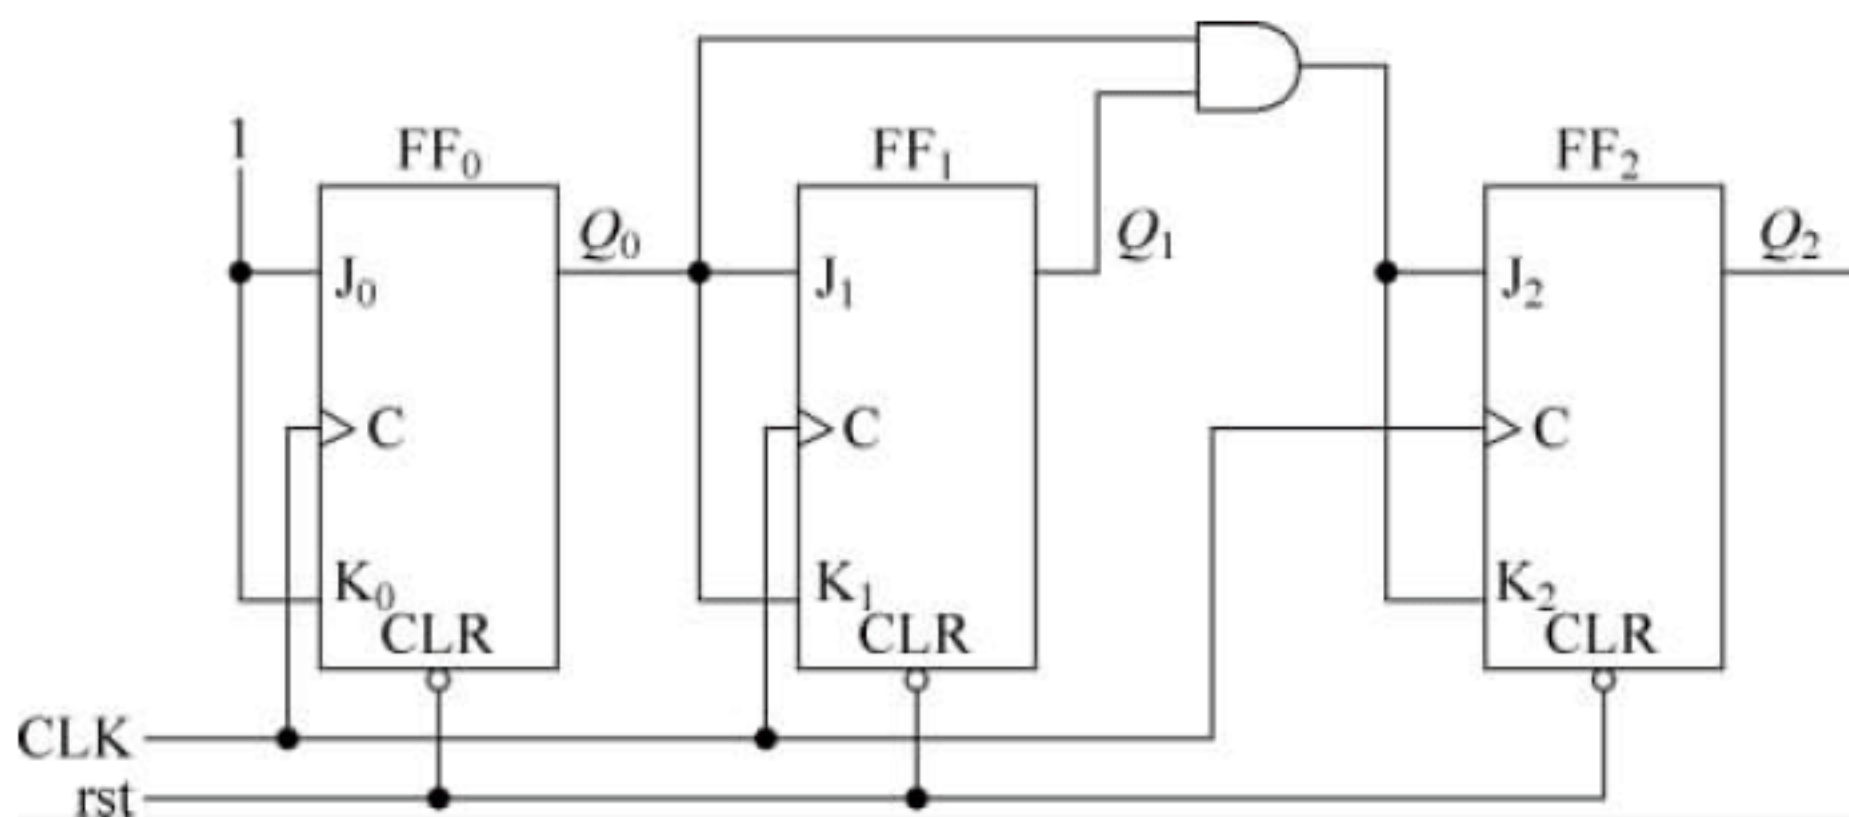 1
FF₀ FF₁ FF₂
Q₀ Q₁ Q₂
J₀ J₁ J₂
C C C
K₀ K₁ K₂
CLR CLR CLR
CLK
rst